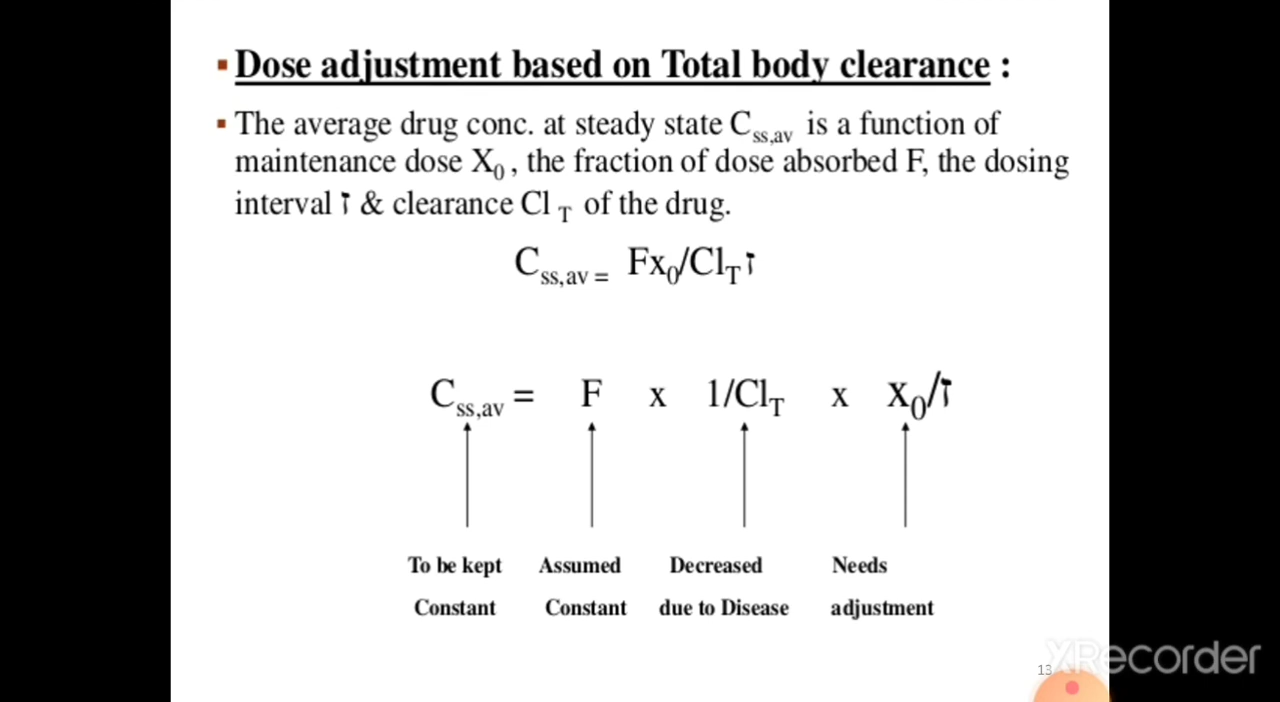 ▪ Dose adjustment based on Total body clearance :
▪ The average drug conc. at steady state Css,av is a function of
maintenance dose X0 , the fraction of dose absorbed F, the dosing
interval ז & clearance Cl T of the drug.
Css,av = Fx0/ClTז
Css,av = F x 1/ClT x X0/ז
To be kept Assumed Decreased Needs
Constant Constant due to Disease adjustment
13
XRecorder